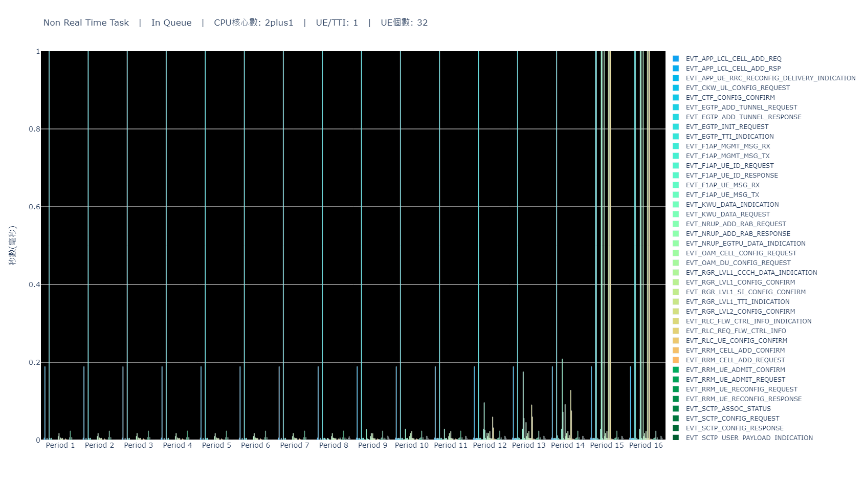 Non Real Time Task | In Queue | CPU核心數: 2plus1 | UE/TTI: 1 | UE個數: 32
1
0.8
0.6
0.4
0.2
0
秒數(毫秒)
Period 1 Period 2 Period 3 Period 4 Period 5 Period 6 Period 7 Period 8 Period 9 Period 10 Period 11 Period 12 Period 13 Period 14 Period 15 Period 16
EVT_APP_LCL_CELL_ADD_REQ
EVT_APP_LCL_CELL_ADD_RSP
EVT_APP_UE_RRC_RECONFIG_DELIVERY_INDICATION
EVT_CKW_UL_CONFIG_REQUEST
EVT_CTF_CONFIG_CONFIRM
EVT_EGTP_ADD_TUNNEL_REQUEST
EVT_EGTP_ADD_TUNNEL_RESPONSE
EVT_EGTP_INIT_REQUEST
EVT_EGTP_TTI_INDICATION
EVT_F1AP_MGMT_MSG_RX
EVT_F1AP_MGMT_MSG_TX
EVT_F1AP_UE_ID_REQUEST
EVT_F1AP_UE_ID_RESPONSE
EVT_F1AP_UE_MSG_RX
EVT_F1AP_UE_MSG_TX
EVT_KWU_DATA_INDICATION
EVT_KWU_DATA_REQUEST
EVT_NRUP_ADD_RAB_REQUEST
EVT_NRUP_ADD_RAB_RESPONSE
EVT_NRUP_EGTPU_DATA_INDICATION
EVT_OAM_CELL_CONFIG_REQUEST
EVT_OAM_DU_CONFIG_REQUEST
EVT_RGR_LVL1_CCCH_DATA_INDICATION
EVT_RGR_LVL1_CONFIG_CONFIRM
EVT_RGR_LVL1_SI_CONFIG_CONFIRM
EVT_RGR_LVL1_TTI_INDICATION
EVT_RGR_LVL2_CONFIG_CONFIRM
EVT_RLC_FLW_CTRL_INFO_INDICATION
EVT_RLC_REQ_FLW_CTRL_INFO
EVT_RLC_UE_CONFIG_CONFIRM
EVT_RRM_CELL_ADD_CONFIRM
EVT_RRM_CELL_ADD_REQUEST
EVT_RRM_UE_ADMIT_CONFIRM
EVT_RRM_UE_ADMIT_REQUEST
EVT_RRM_UE_RECONFIG_REQUEST
EVT_RRM_UE_RECONFIG_RESPONSE
EVT_SCTP_ASSOC_STATUS
EVT_SCTP_CONFIG_REQUEST
EVT_SCTP_CONFIG_RESPONSE
EVT_SCTP_USER_PAYLOAD_INDICATION